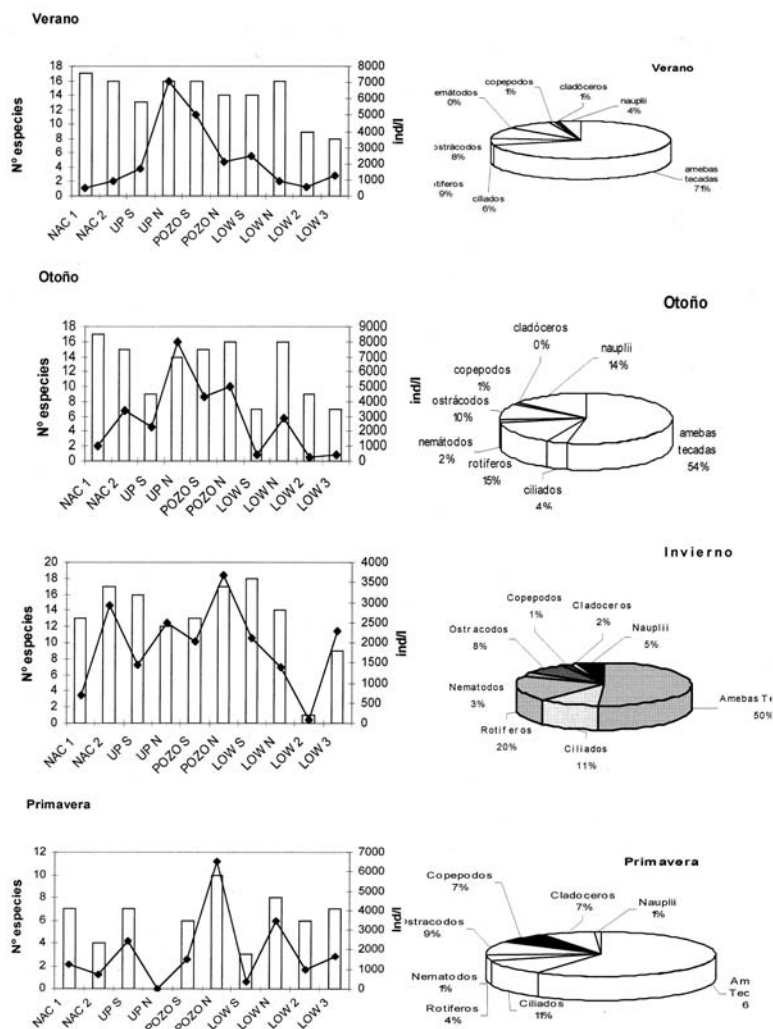 Verano
Nº especies
18
16
14
12
10
8
6
4
2
0
8000
7000
6000
5000
4000
3000
2000
1000
0
ind/l
NAC 1
NAC 2
UP S
UP N
POZO S
POZO N
LOW S
LOW N
LOW 2
LOW 3
Verano
copepodos
1%
cladóceros
1%
nauplii
4%
emátodos
0%
ostrácodos
8%
rotíferos
9%
ciliados
6%
amebas
tecadas
71%
Otoño
Nº especies
18
16
14
12
10
8
6
4
2
0
9000
8000
7000
6000
5000
4000
3000
2000
1000
0
ind/l
NAC 1
NAC 2
UP S
UP N
POZO S
POZO N
LOW S
LOW N
LOW 2
LOW 3
Otoño
cladóceros
0%
nauplii
14%
copepodos
1%
ostrácodos
10%
nemátodos
2%
rotiferos
15%
ciliados
4%
amebas
tecadas
54%
Nº especies
20
18
16
14
12
10
8
6
4
2
0
4000
3500
3000
2500
2000
1500
1000
500
0
ind/l
NAC 1
NAC 2
UP S
UP N
POZO S
POZO N
LOW S
LOW N
LOW 2
LOW 3
Invierno
Copepodos
1%
Cladoceros
2%
Nauplii
5%
Ostracodos
8%
Nematodos
3%
Rotiferos
20%
Ciliados
11%
Amebas Te
50%
Primavera
Nº especies
12
10
8
6
4
2
0
7000
6000
5000
4000
3000
2000
1000
0
ind/l
NAC 1
NAC 2
UP S
UP N
POZO S
POZO N
LOW S
LOW N
LOW 2
LOW 3
Primavera
Copepodos
7%
Cladoceros
7%
Nauplii
1%
Ostracodos
9%
Nematodos
1%
Rotiferos
4%
Ciliados
11%
Am
Tec
6